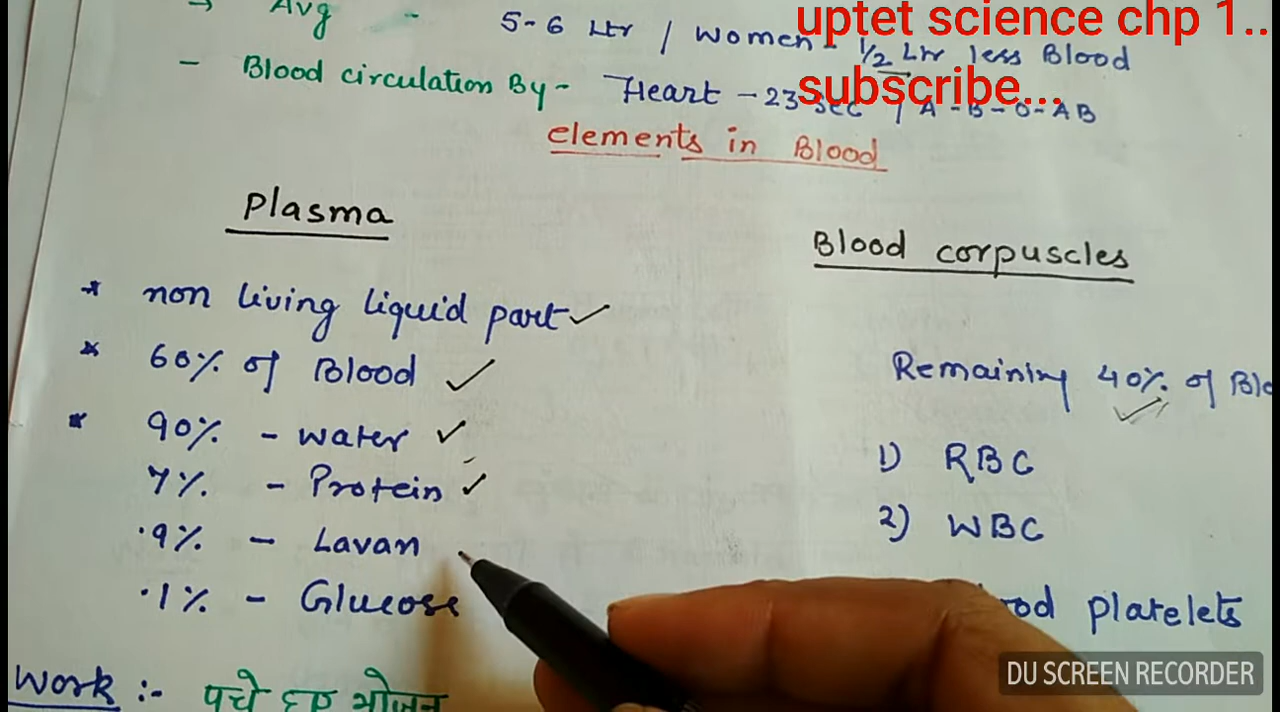 → Avg - 5-6 Ltr / Women - 1/2 Ltr less Blood
uptet science chp 1...
subscribe...
- Blood circulation By - Heart - 23 sec / A-B-O-AB
elements in Blood
Plasma
* non living liquid part ✓
* 60% of Blood ✓
* 90% - water ✓
7% - Protein ✓
.9% - Lavan
.1% - Glucose
Work :- पचे हुए भोजन
Blood corpuscles
Remaining 40% of
1) RBC
2) WBC
platelets
DU SCREEN RECORDER